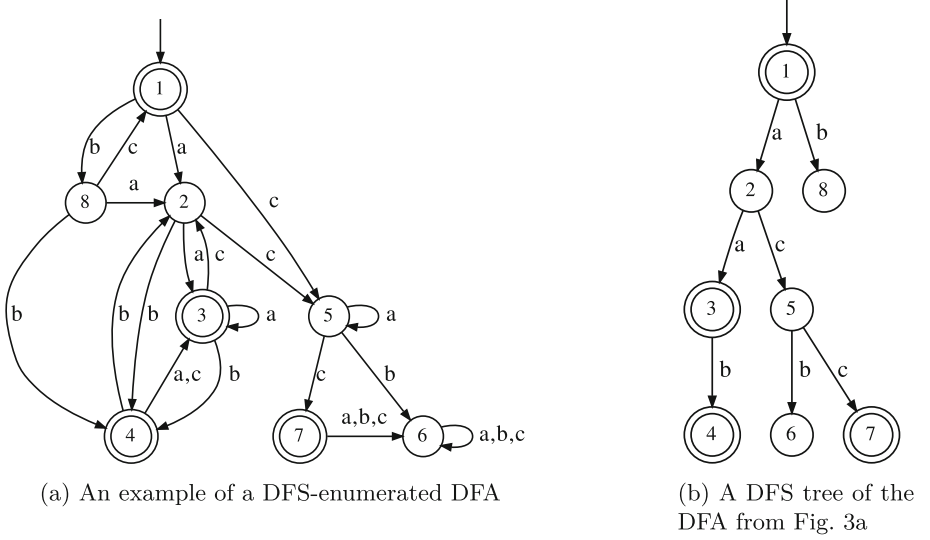 1
1
b
c
a
a
b
8
a
2
c
2
8
a
c
c
b
b
b
a
c
3
a
5
a
3
5
a,c
b
c
b
b
b
c
4
7
a,b,c
6
a,b,c
4
6
7
(a) An example of a DFS-enumerated DFA
(b) A DFS tree of the
DFA from Fig. 3a